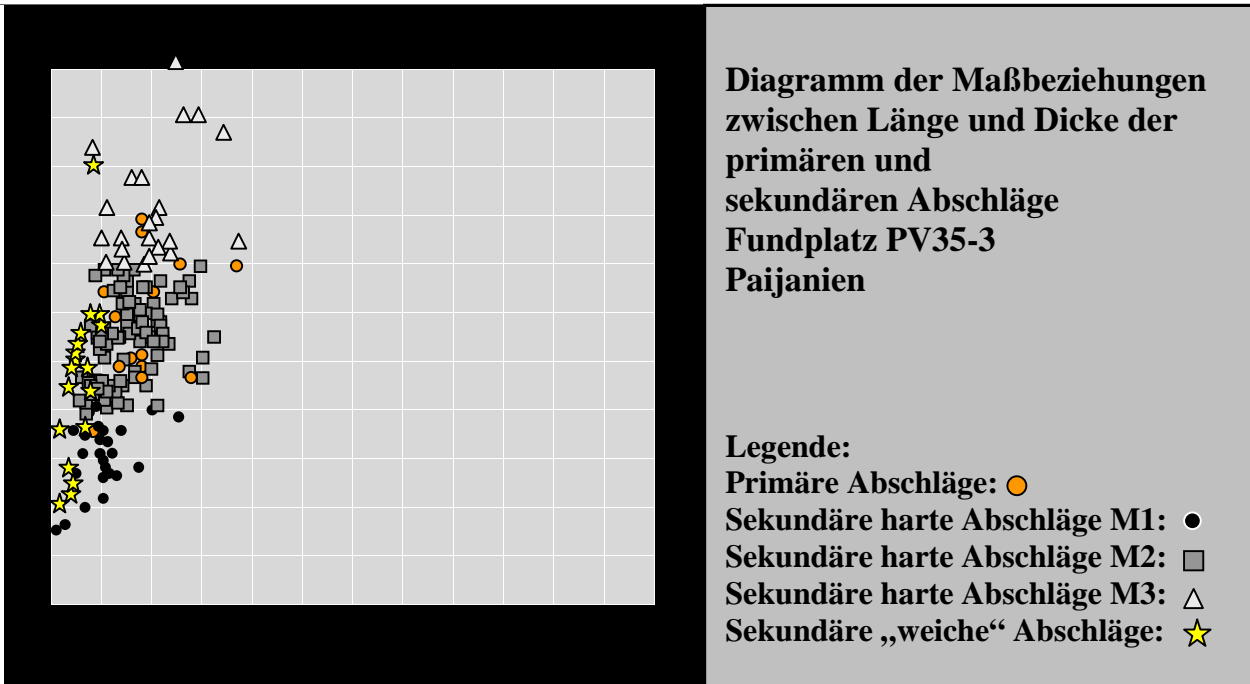 Diagramm der Maßbeziehungen
zwischen Länge und Dicke der
primären und
sekundären Abschläge
Fundplatz PV35-3
Paijanien
Legende:
Primäre Abschläge:
Sekundäre harte Abschläge M1:
Sekundäre harte Abschläge M2:
Sekundäre harte Abschläge M3:
Sekundäre „weiche“ Abschläge: